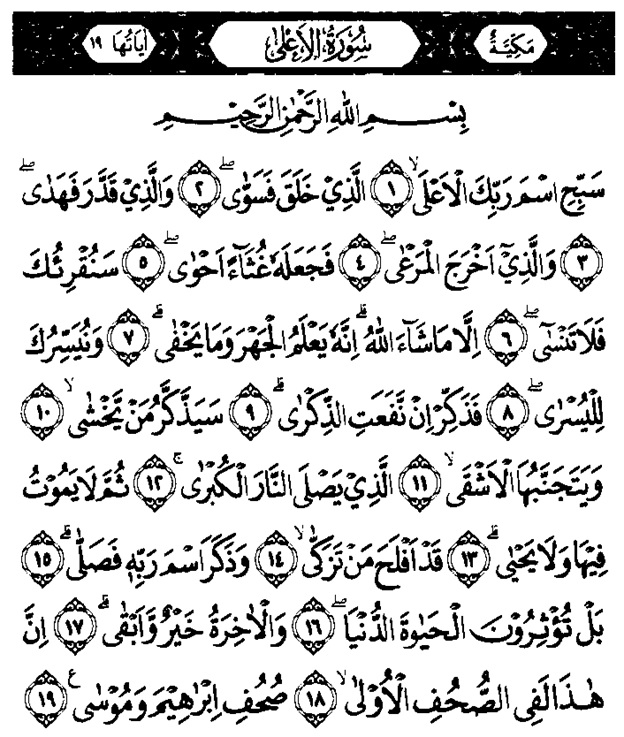 مَكِّيَّةٌ سُورَةُ الْاَعْلٰى اٰيَاتُهَا ١٩
بِسْمِ اللّٰهِ الرَّحْمٰنِ الرَّحِيْمِ
سَبِّحِ اسْمَ رَبِّكَ الْاَعْلَىۙ ١ الَّذِيْ خَلَقَ فَسَوّٰىۖ ٢ وَالَّذِيْ قَدَّرَ فَهَدٰىۖ
٣ وَالَّذِيْٓ اَخْرَجَ الْمَرْعٰىۖ ٤ فَجَعَلَهٗ غُثَاۤءً اَحْوٰىۖ ٥ سَنُقْرِئُكَ
فَلَا تَنْسٰىٓۖ ٦ اِلَّا مَا شَاۤءَ اللّٰهُۗ اِنَّهٗ يَعْلَمُ الْجَهْرَ وَمَا يَخْفٰىۗ ٧ وَنُيَسِّرُكَ
لِلْيُسْرٰىۖ ٨ فَذَكِّرْ اِنْ نَّفَعَتِ الذِّكْرٰىۗ ٩ سَيَذَّكَّرُ مَنْ يَّخْشٰىۙ ١٠
وَيَتَجَنَّبُهَا الْاَشْقَىۙ ١١ الَّذِيْ يَصْلَى النَّارَ الْكُبْرٰىۚ ١٢ ثُمَّ لَا يَمُوْتُ
فِيْهَا وَلَا يَحْيٰىۗ ١٣ قَدْ اَفْلَحَ مَنْ تَزَكّٰىۙ ١٤ وَذَكَرَ اسْمَ رَبِّهٖ فَصَلّٰىۗ ١٥
بَلْ تُؤْثِرُوْنَ الْحَيٰوةَ الدُّنْيَاۖ ١٦ وَالْاٰخِرَةُ خَيْرٌ وَّاَبْقٰىۗ ١٧ اِنَّ
هٰذَا لَفِى الصُّحُفِ الْاُوْلٰىۙ ١٨ صُحُفِ اِبْرٰهِيْمَ وَمُوْسٰى ࣖ ١٩